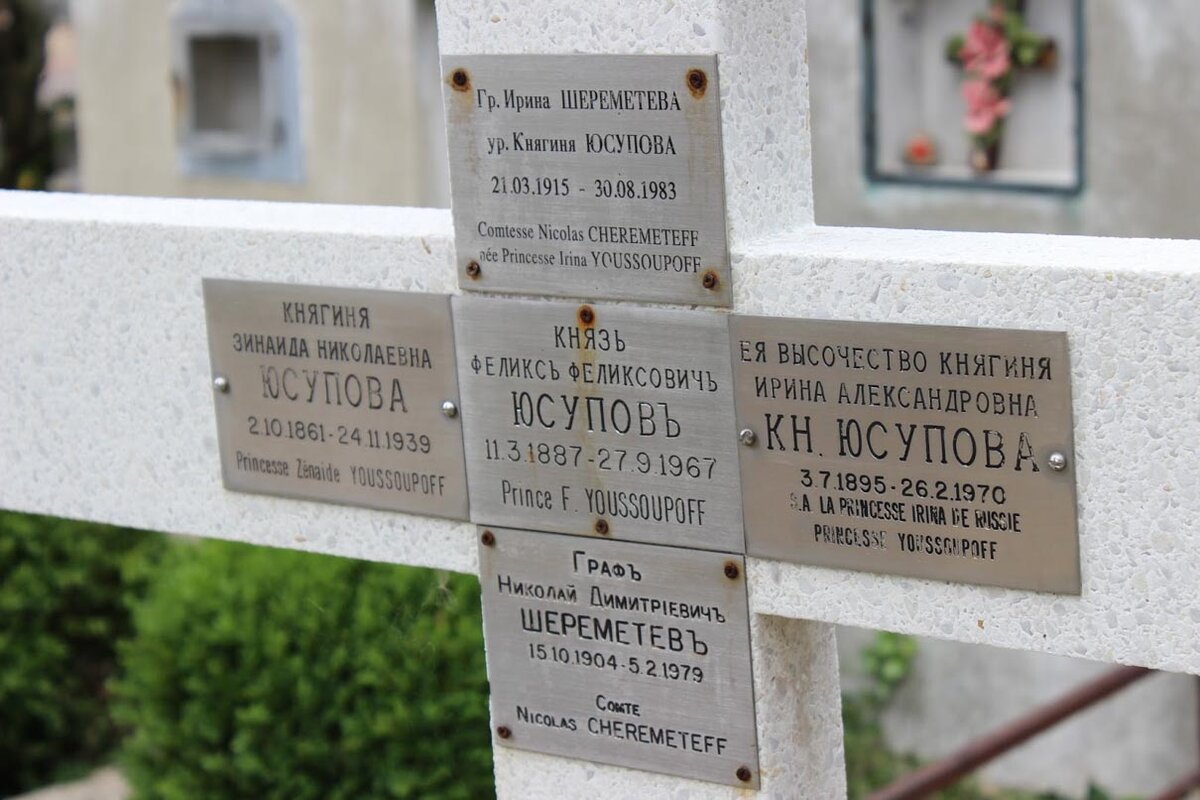 Гр. Ирина ШЕРЕМЕТЕВА
ур. Княгиня ЮСУПОВА
21.03.1915 - 30.08.1983
Comtesse Nicolas CHEREMETEFF
née Princesse Irina YOUSSOUPOFF
КНЯГИНЯ
ЗИНАИДА НИКОЛАЕВНА
ЮСУПОВА
2.10.1861 - 24.11.1939
Princesse Zénaide YOUSSOUPOFF
КНЯЗЬ
ФЕЛИКСЪ ФЕЛИКСОВИЧЪ
ЮСУПОВЪ
11.3.1887 - 27.9.1967
Prince F. YOUSSOUPOFF
ЕЯ ВЫСОЧЕСТВО КНЯГИНЯ
ИРИНА АЛЕКСАНДРОВНА
КН. ЮСУПОВА
3.7.1895 - 26.2.1970
S.A LA PRINCESSE IRINA DE RUSSIE
PRINCESSE YOUSSOUPOFF
ГРАФЪ
НИКОЛАЙ ДИМИТРІЕВИЧЪ
ШЕРЕМЕТЕВЪ
15.10.1904 - 5.2.1979
COMTE
NICOLAS CHEREMETEFF